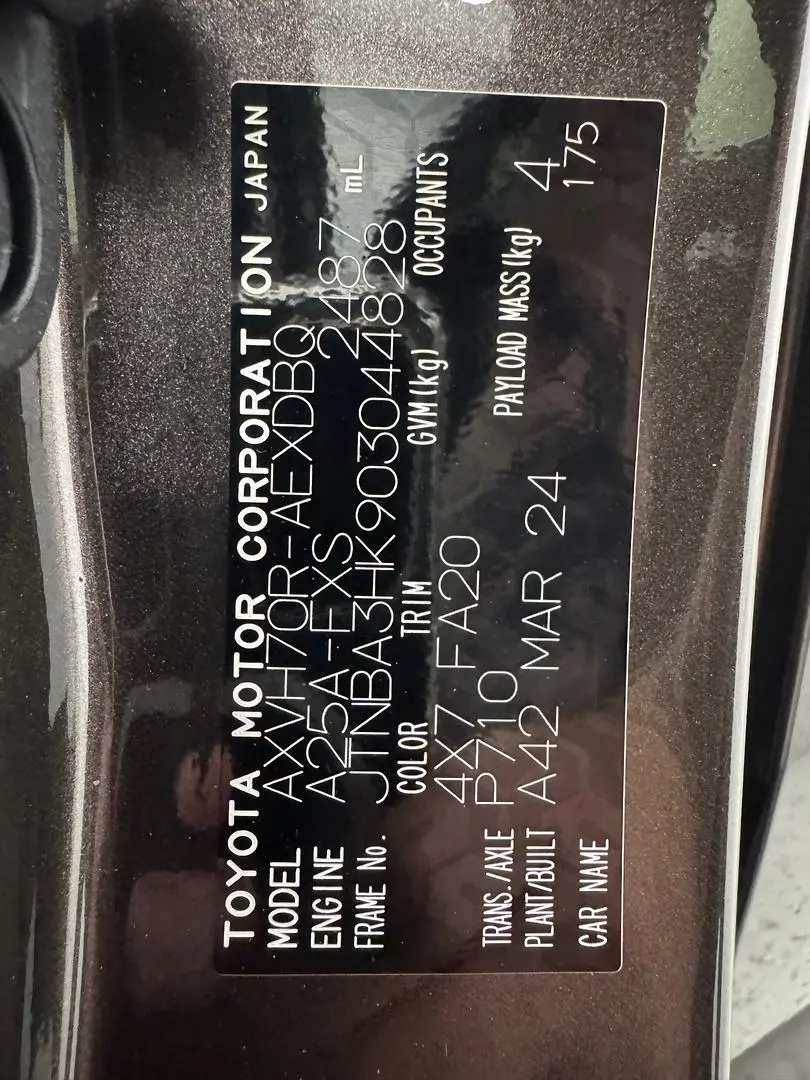 TOYOTA MOTOR CORPORATION JAPAN
MODEL AXVH70R-AEXDBQ
ENGINE A25A-FXS 2487 mL
FRAME No. JTNBA3HK903044828
COLOR TRIM GVM(kg) OCCUPANTS
4X7 FA20 4
TRANS./AXLE P710 PAYLOAD MASS(kg) 175
PLANT/BUILT A42 MAR 24
CAR NAME